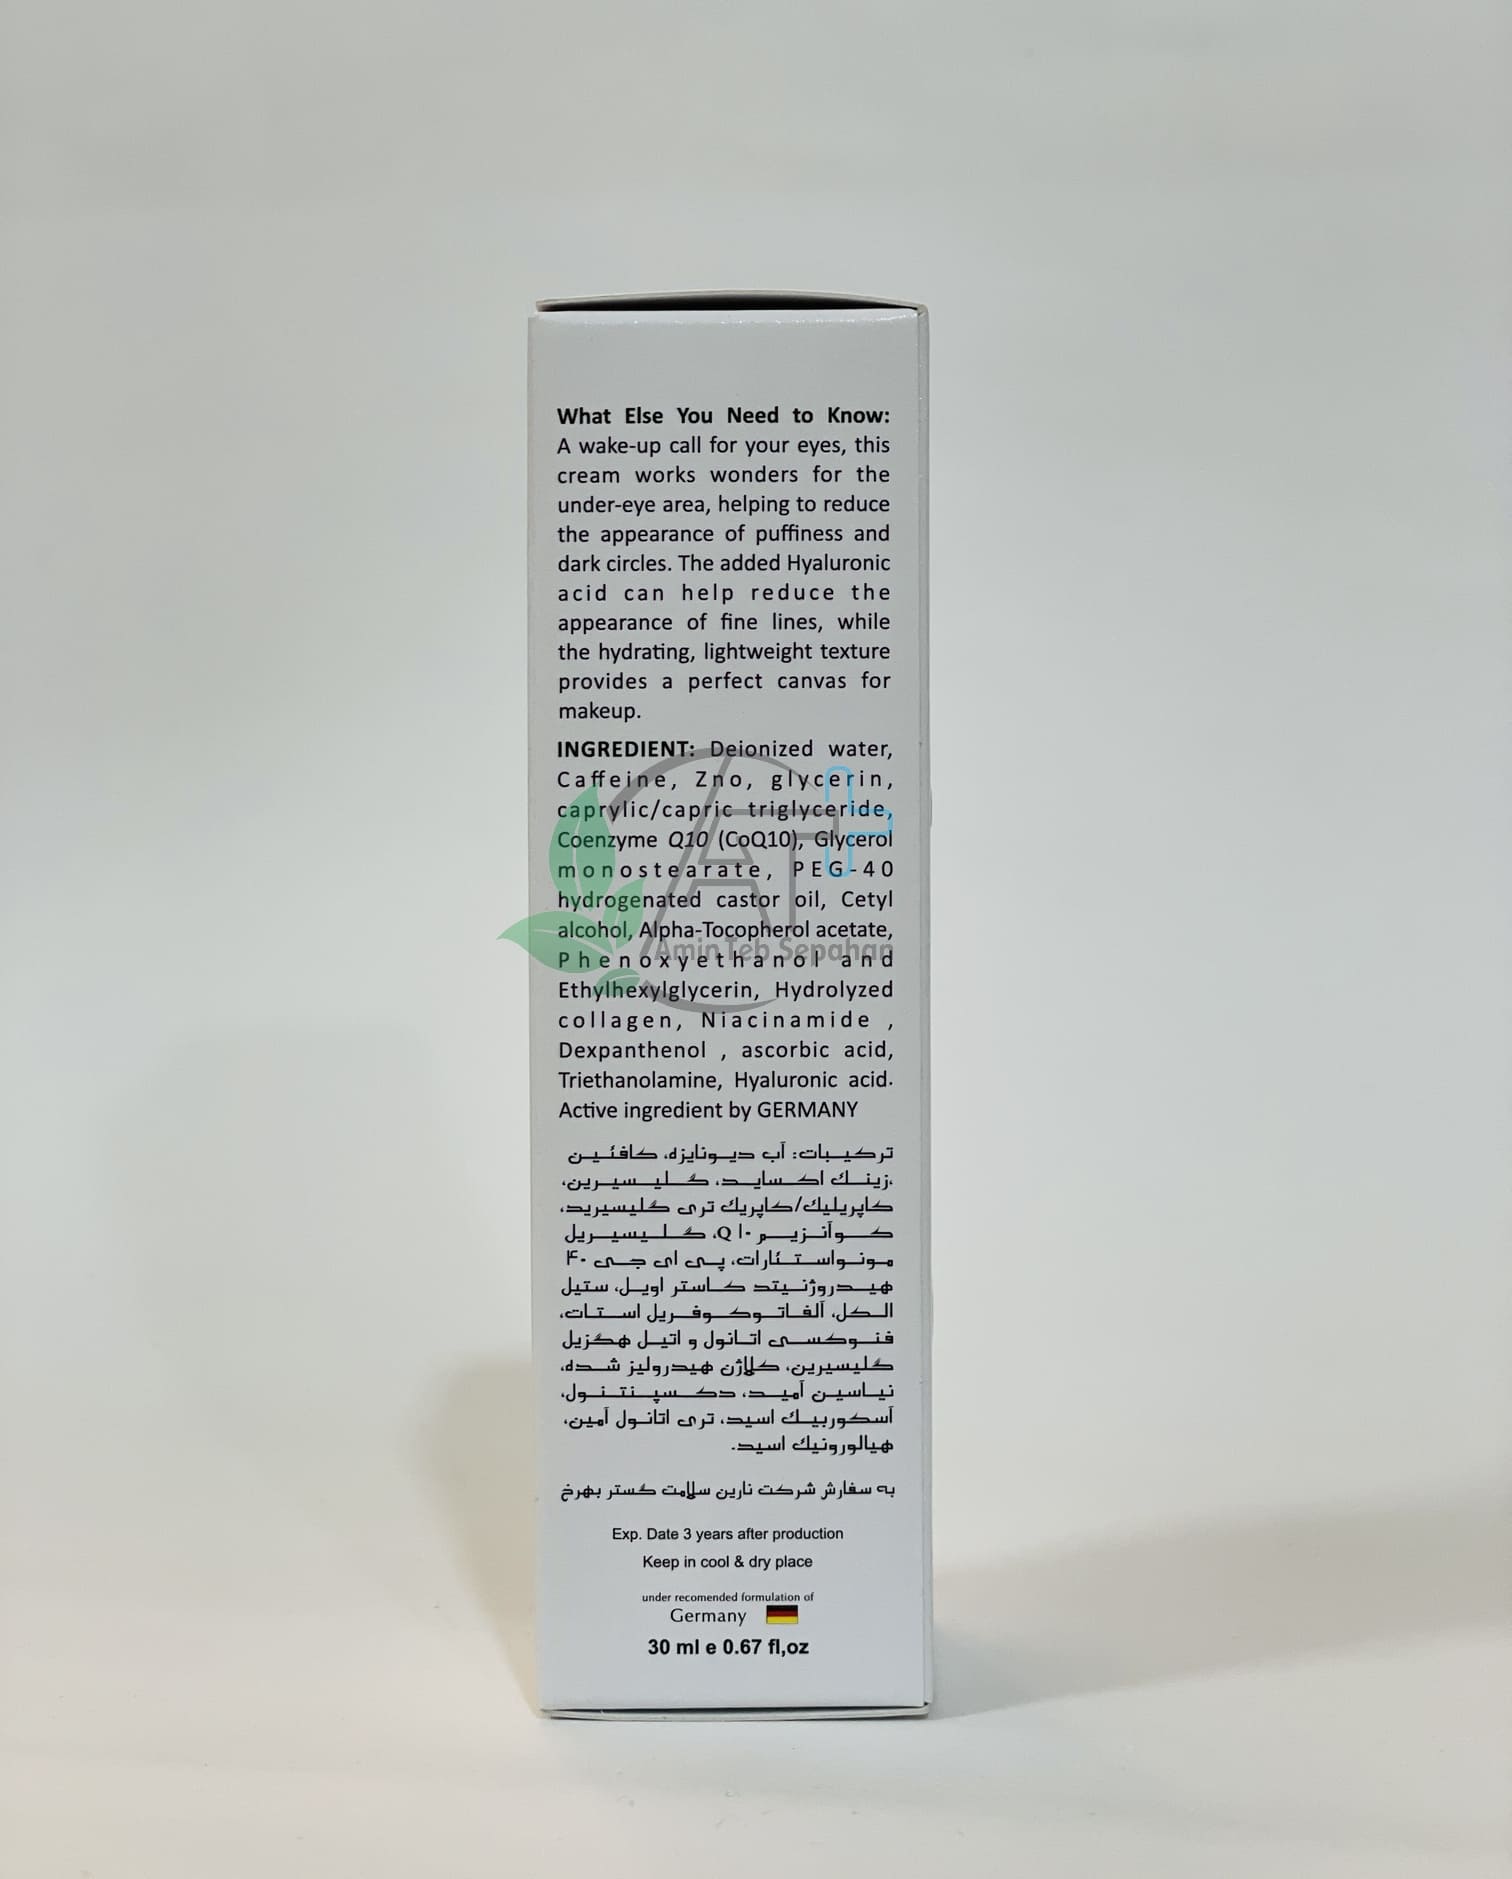 What Else You Need to Know:
A wake-up call for your eyes, this
cream works wonders for the
under-eye area, helping to reduce
the appearance of puffiness and
dark circles. The added Hyaluronic
acid can help reduce the
appearance of fine lines, while
the hydrating, lightweight texture
provides a perfect canvas for
makeup.
INGREDIENT: Deionized water,
Caffeine, Zno, glycerin,
caprylic/capric triglyceride,
Coenzyme Q10 (CoQ10), Glycerol
monostearate, PEG-40
hydrogenated castor oil, Cetyl
alcohol, Alpha-Tocopherol acetate,
AminTeb Sepahan
Phenoxyethanol and
Ethylhexylglycerin, Hydrolyzed
collagen, Niacinamide ,
Dexpanthenol , ascorbic acid,
Triethanolamine, Hyaluronic acid.
Active ingredient by GERMANY
ترکیبات: آب دیونایزه، کافئین
،زینک اکساید، گلیسیرین،
کاپریلیک/کاپریک تری گلیسیرید،
کوآنزیم Q ۱۰، گلیسیریل
مونواستئارات، پی ای جی ۴۰
هیدروژنیتد کاستر اویل، ستیل
الکل، آلفاتوکوفریل استات،
فنوکسی اتانول و اتیل هگزیل
گلیسیرین، کلاژن هیدرولیز شده،
نیاسین آمید، دکسپنتنول،
آسکوربیک اسید، تری اتانول آمین،
هیالورونیک اسید.
به سفارش شرکت نارین سلامت گستر بهرخ
Exp. Date 3 years after production
Keep in cool & dry place
under recomended formulation of
Germany
30 ml e 0.67 fl,oz